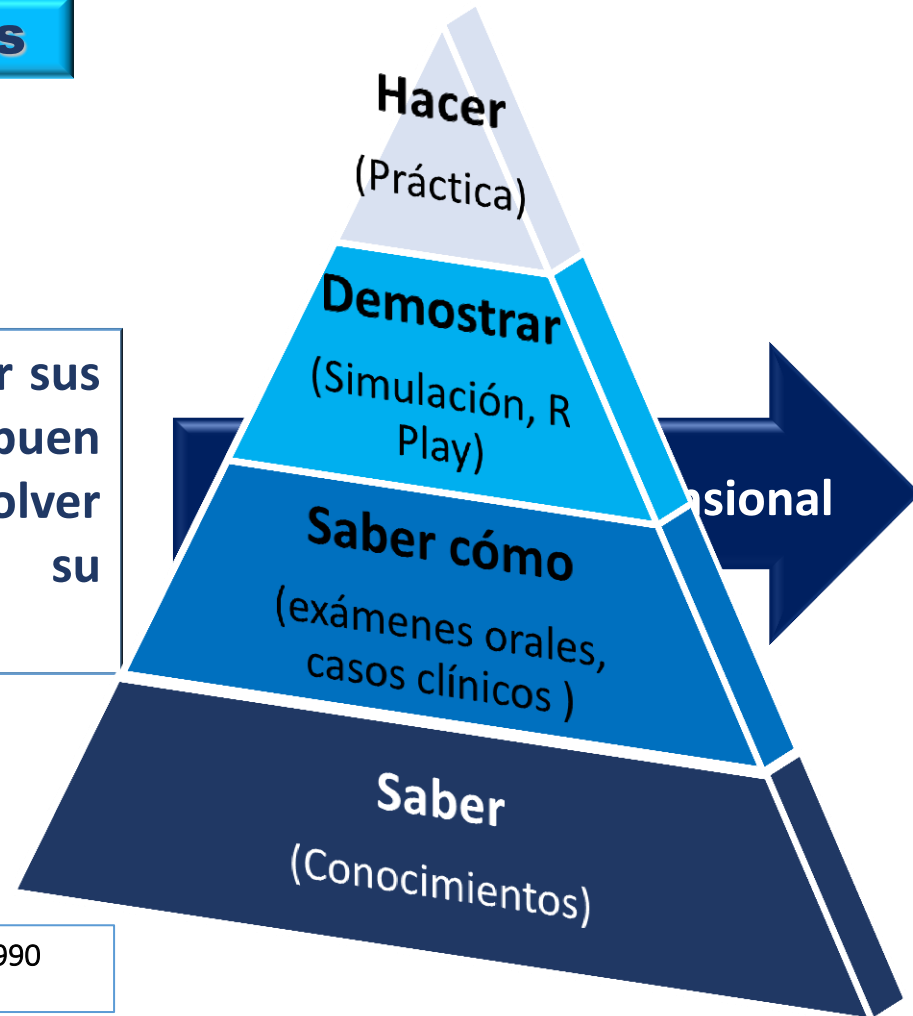 s
Hacer
(Práctica)
Demostrar
(Simulación, R
Play)
r sus
buen
olver
su
sional
Saber cómo
(exámenes orales,
casos clínicos )
Saber
(Conocimientos)
990